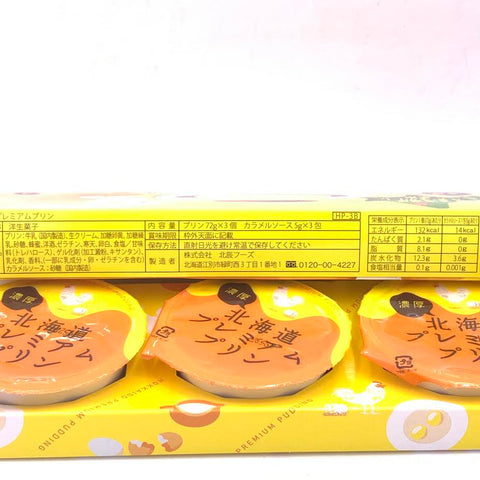 プレミアムプリン
洋生菓子
プリン:牛乳(国内製造)、生クリーム、加糖卵黄、加糖練
乳、砂糖、蜂蜜、洋酒、ゼラチン、寒天、卵白、食塩/甘味
料(トレハロース)、ゲル化剤(加工澱粉、キサンタン)、
乳化剤、香料、(一部に乳成分・卵・ゼラチンを含む)
カラメルソース:砂糖(国内製造)
内容量 プリン72g×3個 カラメルソース5g×3包
賞味期限 枠外天面に記載
保存方法 直射日光を避け常温で保存してください
製造者 株式会社 北辰フーズ
北海道江別市緑町西3丁目1番地1 0120-00-4227
HP-3B
栄養成分表示
エネルギー 132kcal 14kcal
たんぱく質 2.1g 0g
脂質 8.1g 0g
炭水化物 12.3g 3.6g
食塩相当量 0.1g 0.001g
北海道
プレミアム
プリン
濃厚
北海道
プレミアム
プリン
濃厚
北海
プレミア
プリン
プラ
HOKKAIDO PREMIUM PUDDING
PREMIUM PUDDING